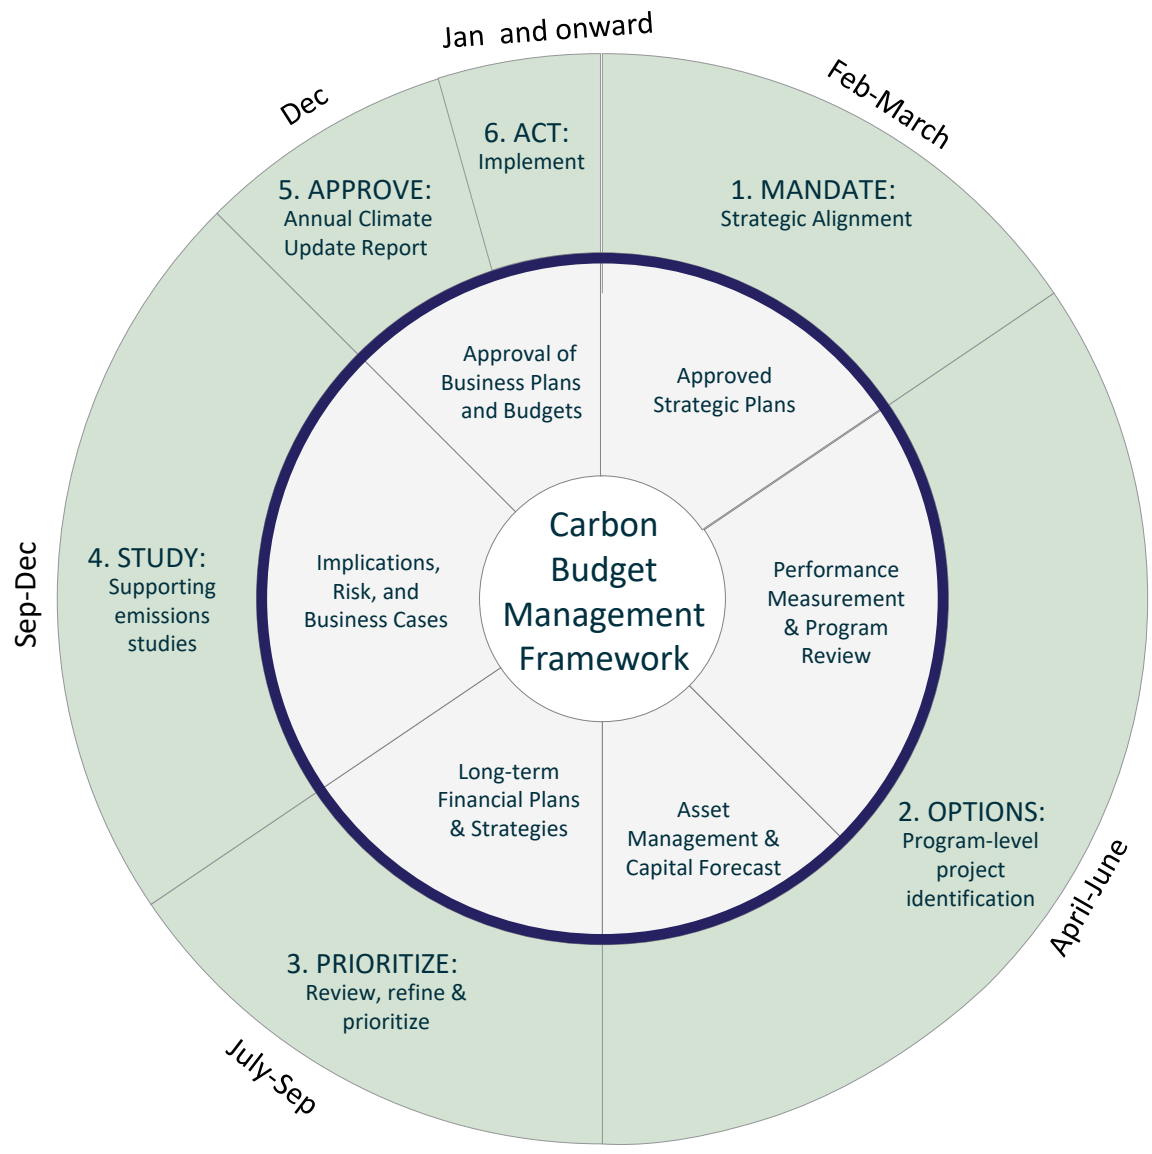 Jan and onward
Feb-March
Dec
6. ACT:
Implement
5. APPROVE:
Annual Climate
Update Report
1. MANDATE:
Strategic Alignment
Approval of
Business Plans
and Budgets
Approved
Strategic Plans
Sep-Dec
4. STUDY:
Supporting
emissions
studies
Implications,
Risk, and
Business Cases
Carbon
Budget
Management
Framework
Performance
Measurement
& Program
Review
Long-term
Financial Plans
& Strategies
Asset
Management &
Capital Forecast
2. OPTIONS:
Program-level
project
identification
April-June
3. PRIORITIZE:
Review, refine &
prioritize
July-Sep